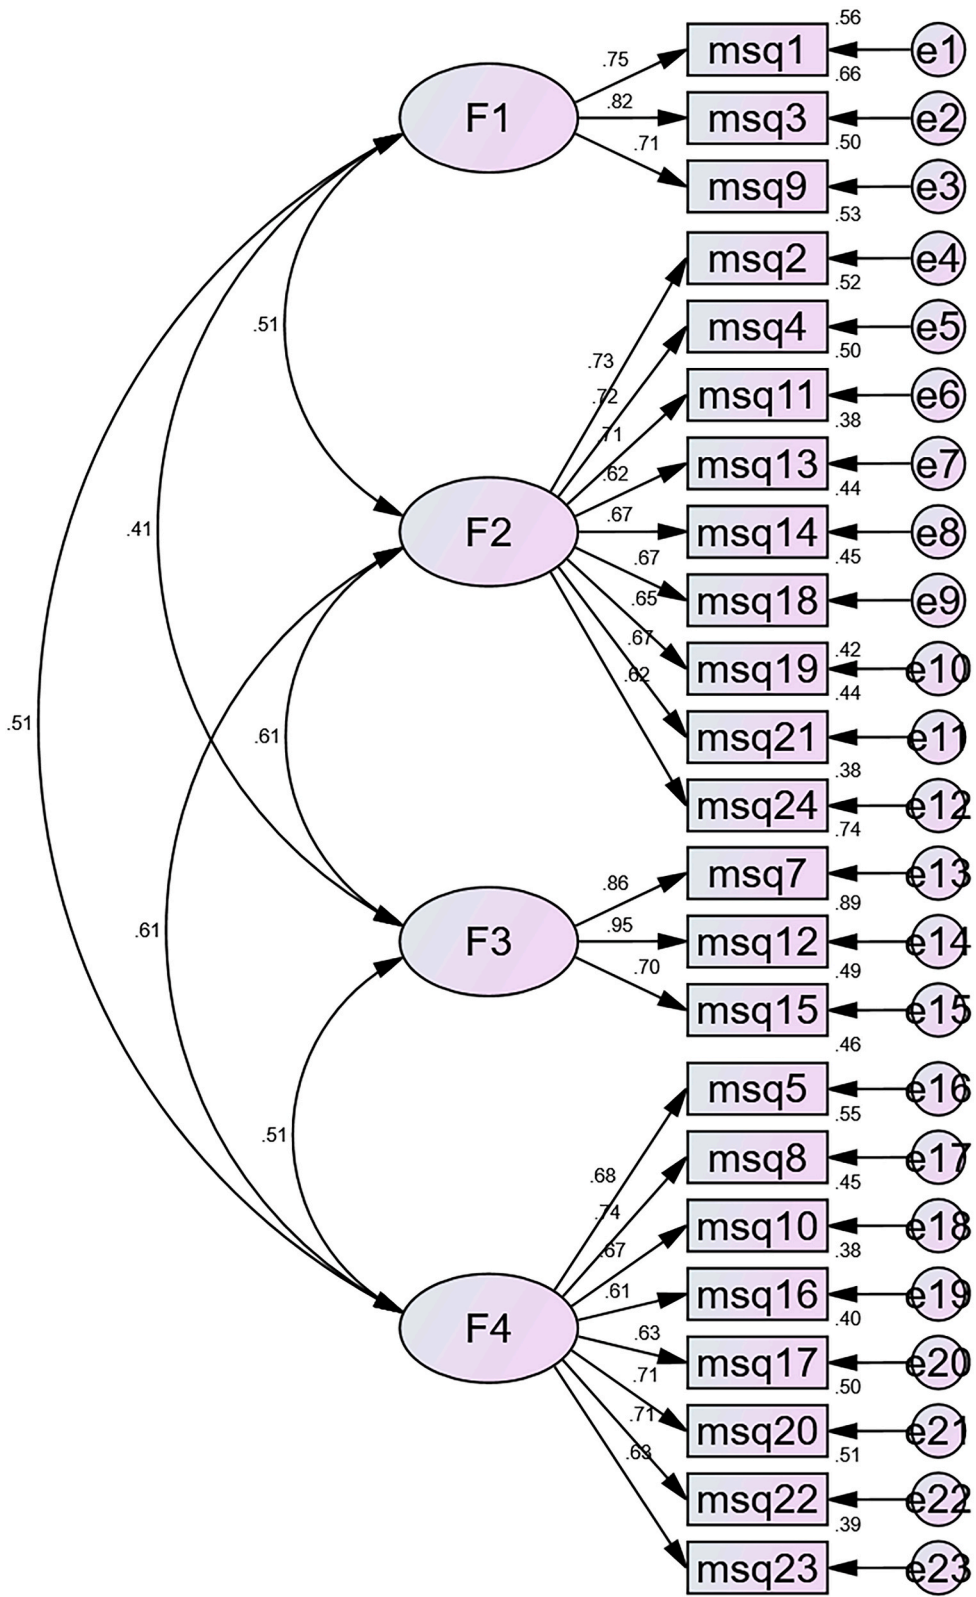 .56
.75 msq1 e1
.66
F1 .82 msq3 e2
.50
.71 msq9 e3
.53
msq2 e4
.52
.51 msq4 e5
.50
.73
.72 msq11 e6
.38
.71
.62 msq13 e7
.44
.67
.41 F2 msq14 e8
.45
.67
.65 msq18 e9
.67 .42
.62 msq19 e10
.44
.51 .61 msq21 e11
.38
msq24 e12
.74
.86 msq7 e13
.89
.61 F3 .95 msq12 e14
.49
.70 msq15 e15
.46
msq5 e16
.55
.51 msq8 e17
.45
.68
.74 msq10 e18
.38
.67
.61 msq16 e19
.40
F4 .63 msq17 e20
.50
.71
.71 msq20 e21
.51
.63
msq22 e22
.39
msq23 e23